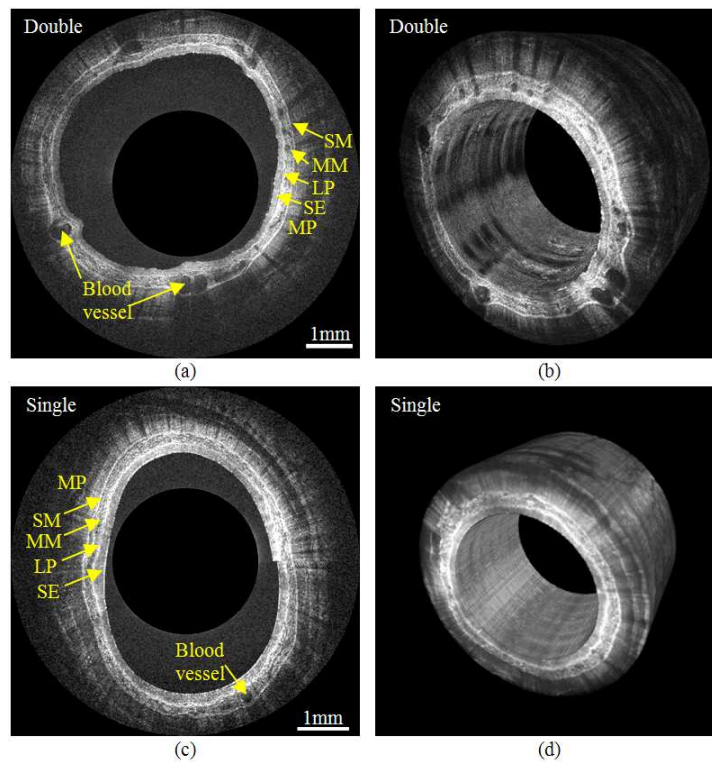 Double
SM
MM
LP
SE
MP
Blood
vessel
1mm
(a)
Double
(b)
Single
MP
SM
MM
LP
SE
Blood
vessel
1mm
(c)
Single
(d)